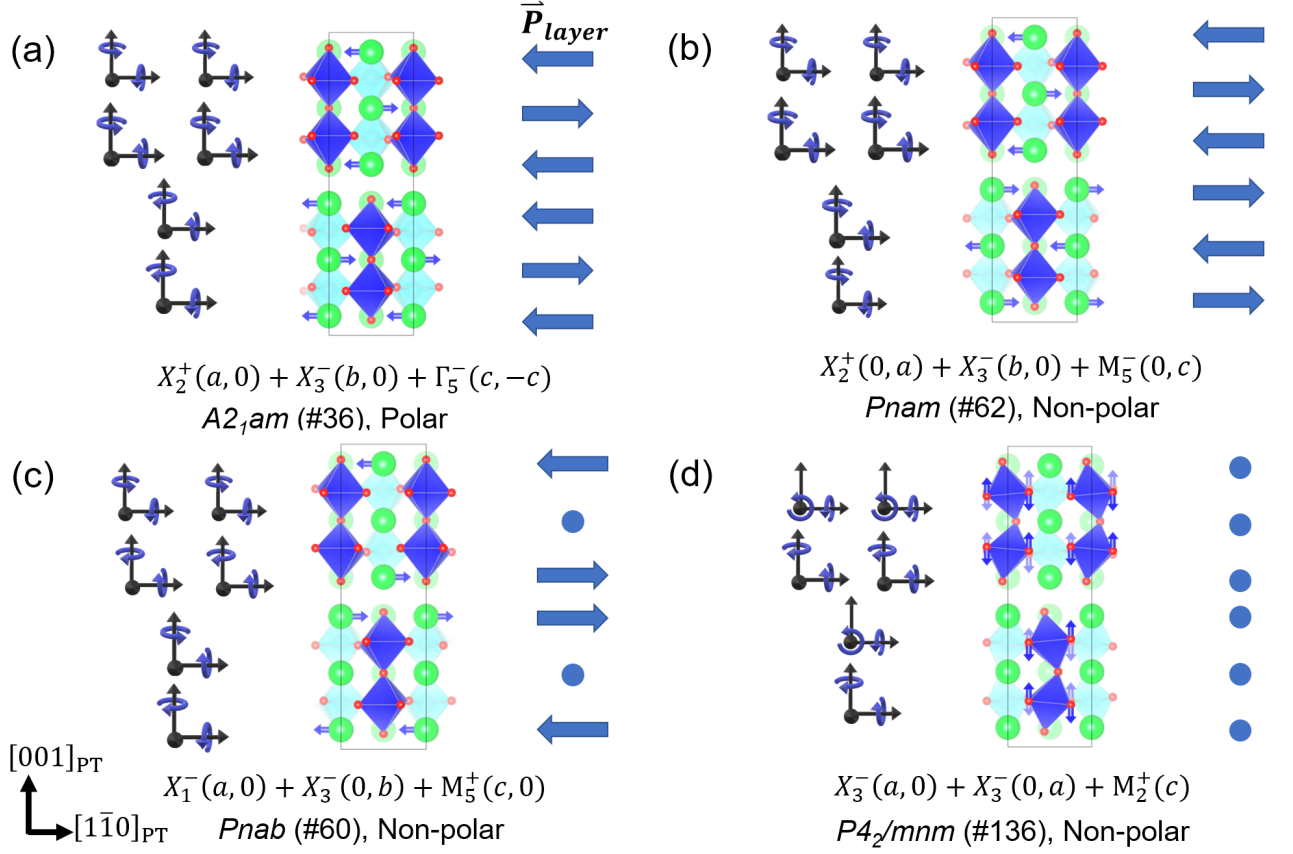 (a)
P⃗layer
X₂⁺(a, 0) + X₃⁻(b, 0) + Γ₅⁻(c, −c)
A2₁am (#36), Polar
(b)
X₂⁺(0, a) + X₃⁻(b, 0) + M₅⁻(0, c)
Pnam (#62), Non-polar
(c)
X₁⁻(a, 0) + X₃⁻(0, b) + M₅⁺(c, 0)
Pnab (#60), Non-polar
(d)
X₃⁻(a, 0) + X₃⁻(0, a) + M₂⁺(c)
P4₂/mnm (#136), Non-polar
[001]PT
[11̄0]PT